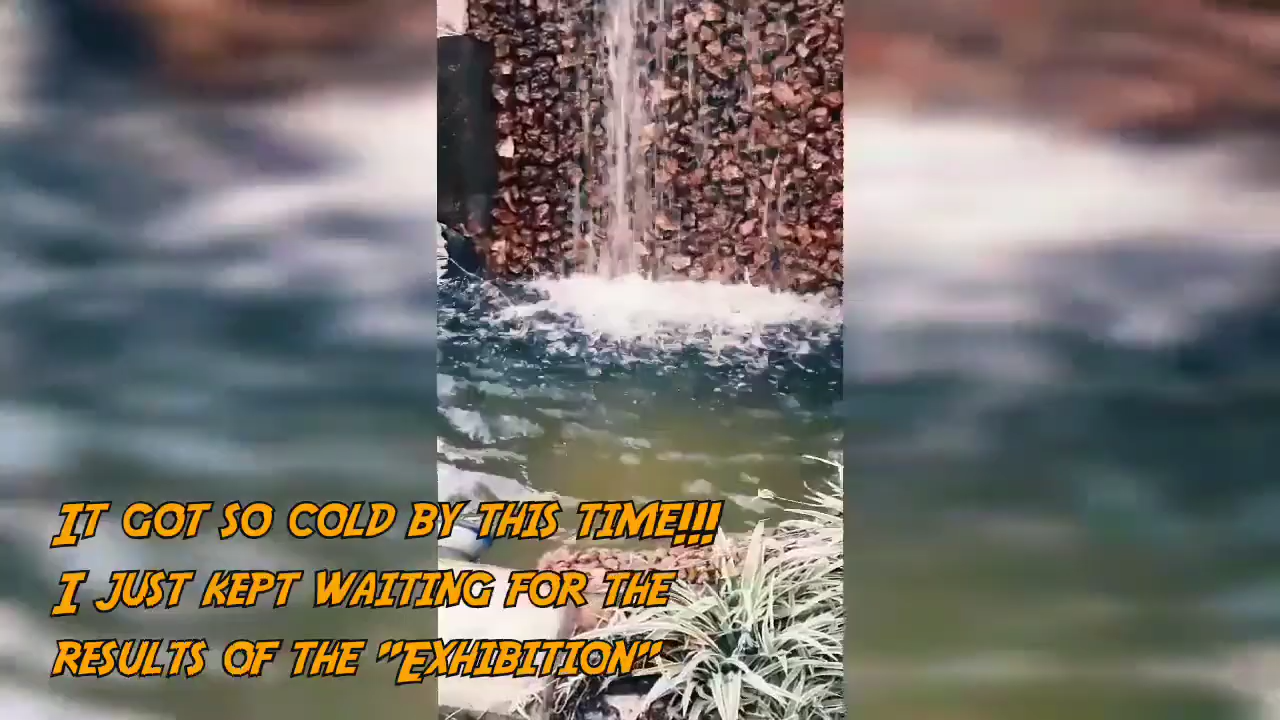 It got so cold by this time!!!
I just kept waiting for the
results of the "Exhibition"